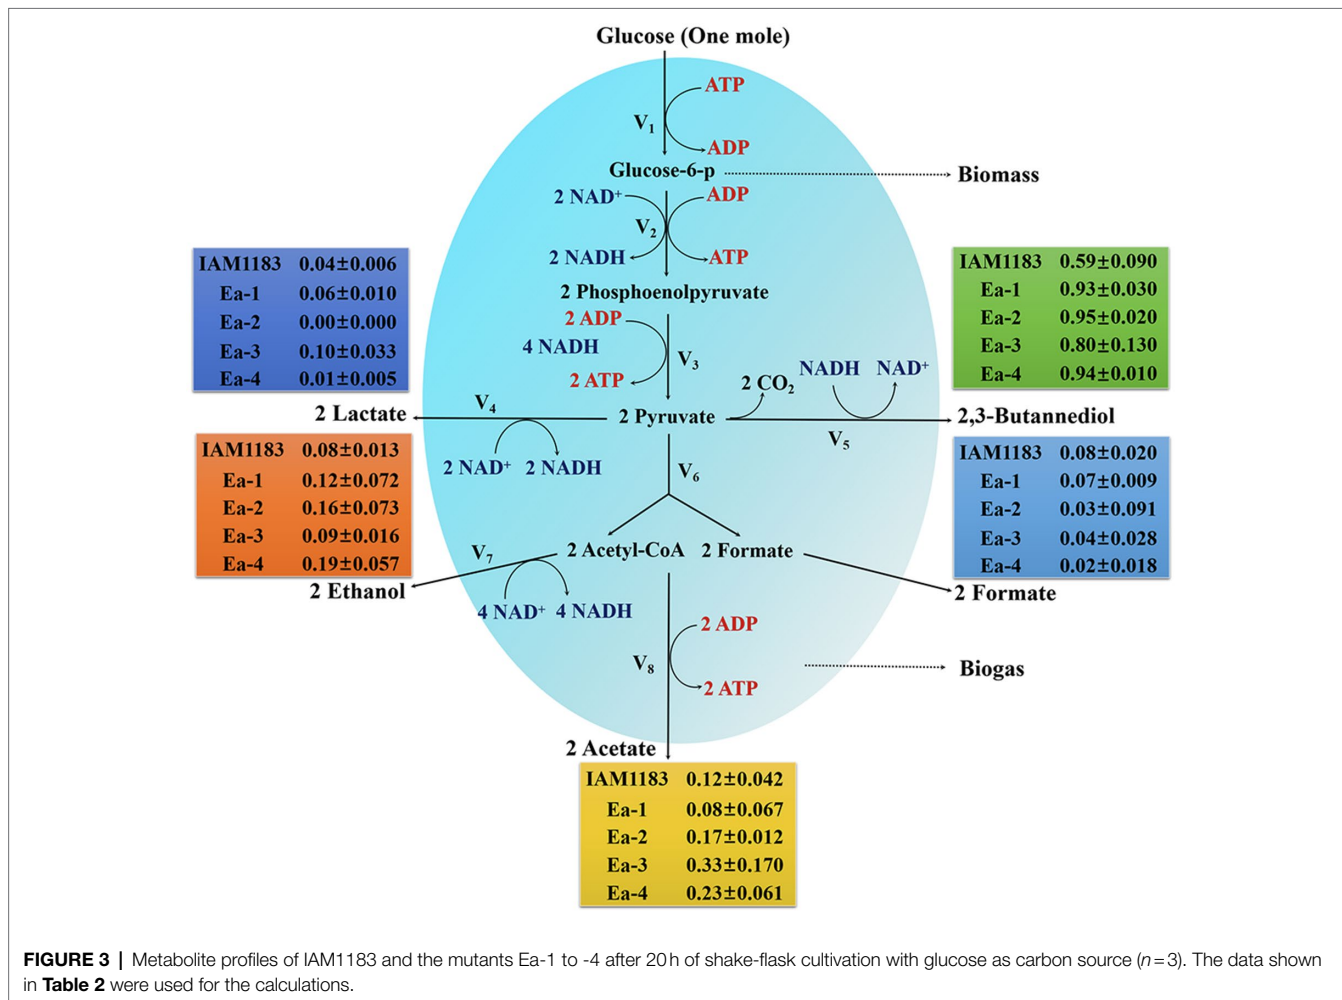 Glucose (One mole)
ATP
V1
ADP
Glucose-6-p
Biomass
2 NAD+
ADP
V2
2 NADH
ATP
2 Phosphoenolpyruvate
2 ADP
4 NADH
V3
2 ATP
IAM1183 0.04±0.006
Ea-1 0.06±0.010
Ea-2 0.00±0.000
Ea-3 0.10±0.033
Ea-4 0.01±0.005
IAM1183 0.59±0.090
Ea-1 0.93±0.030
Ea-2 0.95±0.020
Ea-3 0.80±0.130
Ea-4 0.94±0.010
2 CO2
NADH NAD+
2 Lactate
V4
2 Pyruvate
V5
2,3-Butannediol
2 NAD+ 2 NADH
V6
IAM1183 0.08±0.013
Ea-1 0.12±0.072
Ea-2 0.16±0.073
Ea-3 0.09±0.016
Ea-4 0.19±0.057
IAM1183 0.08±0.020
Ea-1 0.07±0.009
Ea-2 0.03±0.091
Ea-3 0.04±0.028
Ea-4 0.02±0.018
V7
2 Acetyl-CoA 2 Formate
2 Ethanol
2 Formate
4 NAD+ 4 NADH
2 ADP
V8
2 ATP
Biogas
2 Acetate
IAM1183 0.12±0.042
Ea-1 0.08±0.067
Ea-2 0.17±0.012
Ea-3 0.33±0.170
Ea-4 0.23±0.061
FIGURE 3 | Metabolite profiles of IAM1183 and the mutants Ea-1 to -4 after 20 h of shake-flask cultivation with glucose as carbon source (n = 3). The data shown
in Table 2 were used for the calculations.